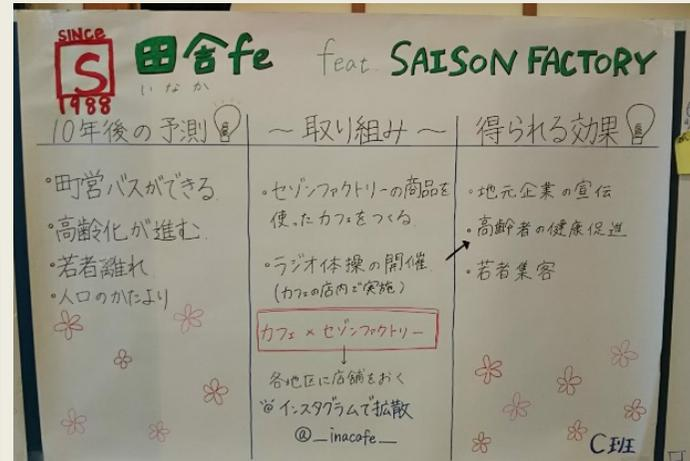 SINCE
S
1988
田舎fe feat. SAISON FACTORY
いなか
10年後の予測
・町営バスができる
・高齢化が進む
・若者離れ
・人口のかたより
～取り組み～
・セゾンファクトリーの商品を
使ったカフェをつくる
・ラジオ体操の開催
(カフェの店内で実施)
カフェ×セゾンファクトリー
↓
各地区に店舗をおく
インスタグラムで拡散
@__inacafe__
得られる効果
・地元企業の宣伝
・高齢者の健康促進
・若者集客
C班